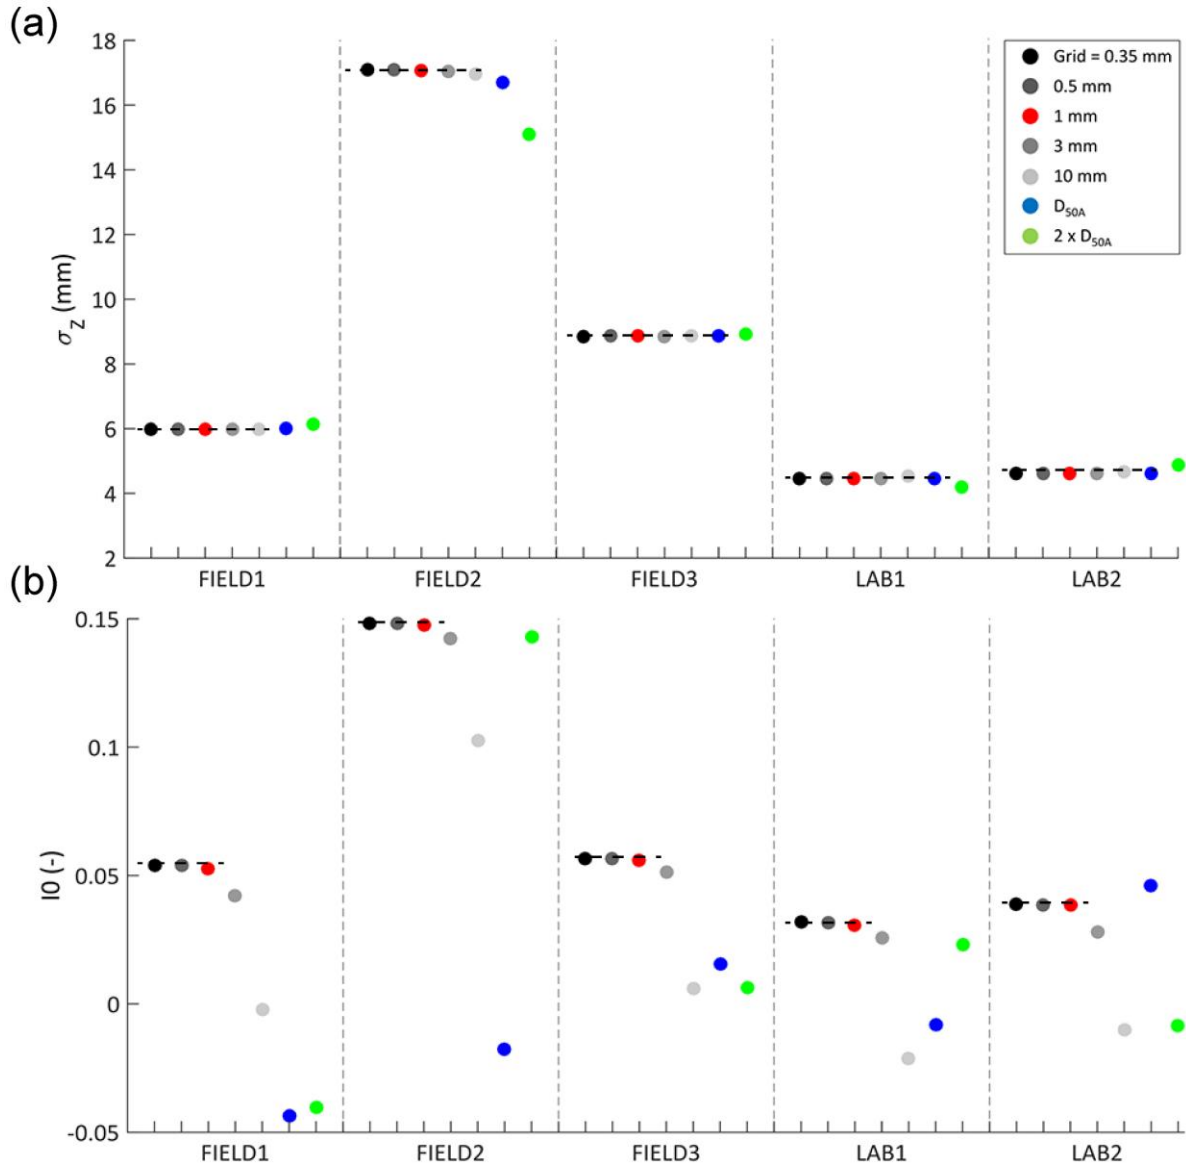 (a)
18
16
14
12
10
8
6
4
2
σZ (mm)
Grid = 0.35 mm
0.5 mm
1 mm
3 mm
10 mm
D50A
2 x D50A
FIELD1 FIELD2 FIELD3 LAB1 LAB2
(b)
0.15
0.1
0.05
0
-0.05
I0 (-)
FIELD1 FIELD2 FIELD3 LAB1 LAB2